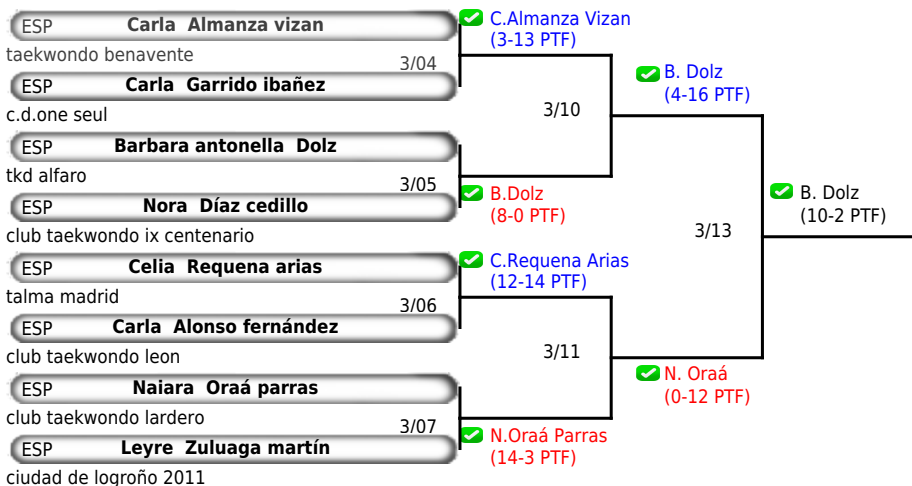 ESP Carla Almanza vizan
taekwondo benavente
3/04
ESP Carla Garrido ibañez
c.d.one seul
ESP Barbara antonella Dolz
tkd alfaro
3/05
ESP Nora Díaz cedillo
club taekwondo ix centenario
ESP Celia Requena arias
talma madrid
3/06
ESP Carla Alonso fernández
club taekwondo leon
ESP Naiara Oraá parras
club taekwondo lardero
3/07
ESP Leyre Zuluaga martín
ciudad de logroño 2011
C.Almanza Vizan
(3-13 PTF)
3/10
B.Dolz
(8-0 PTF)
C.Requena Arias
(12-14 PTF)
3/11
N.Oraá Parras
(14-3 PTF)
B. Dolz
(4-16 PTF)
3/13
N. Oraá
(0-12 PTF)
B. Dolz
(10-2 PTF)